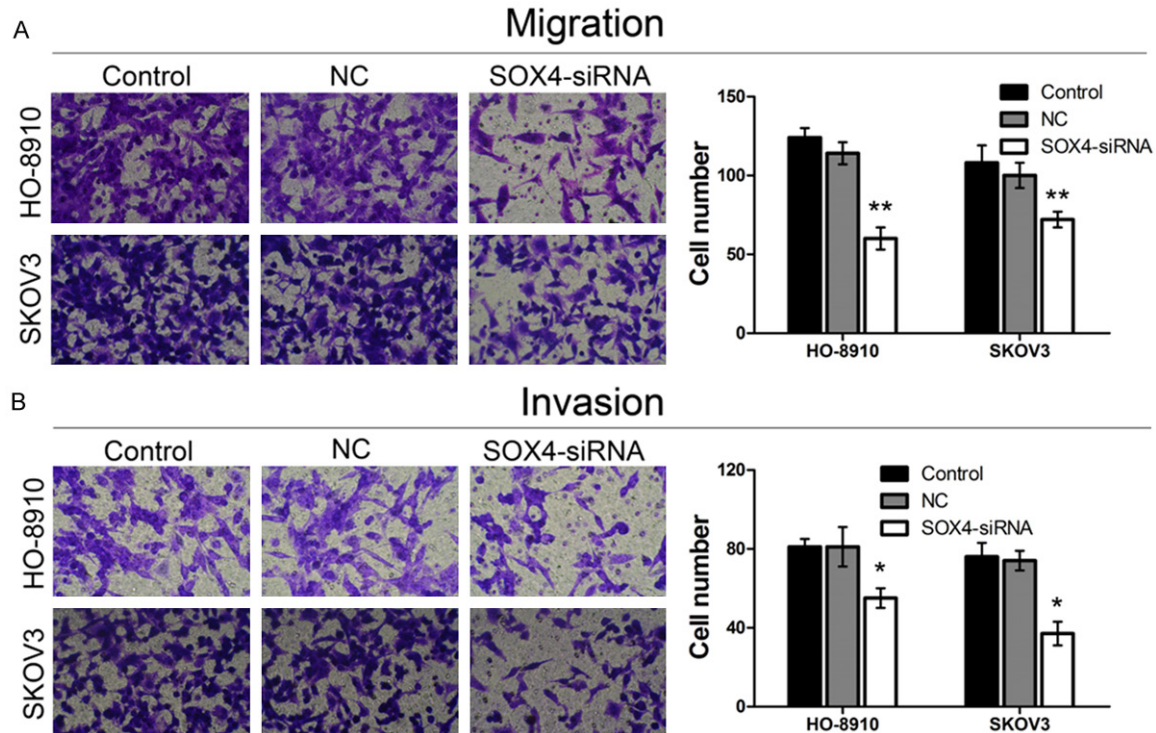 A
Migration
Control NC SOX4-siRNA
HO-8910
SKOV3
Cell number
150
100
50
0
Control
NC
SOX4-siRNA
**
**
HO-8910 SKOV3
B
Invasion
Control NC SOX4-siRNA
HO-8910
SKOV3
Cell number
120
80
40
0
Control
NC
SOX4-siRNA
*
*
HO-8910 SKOV3